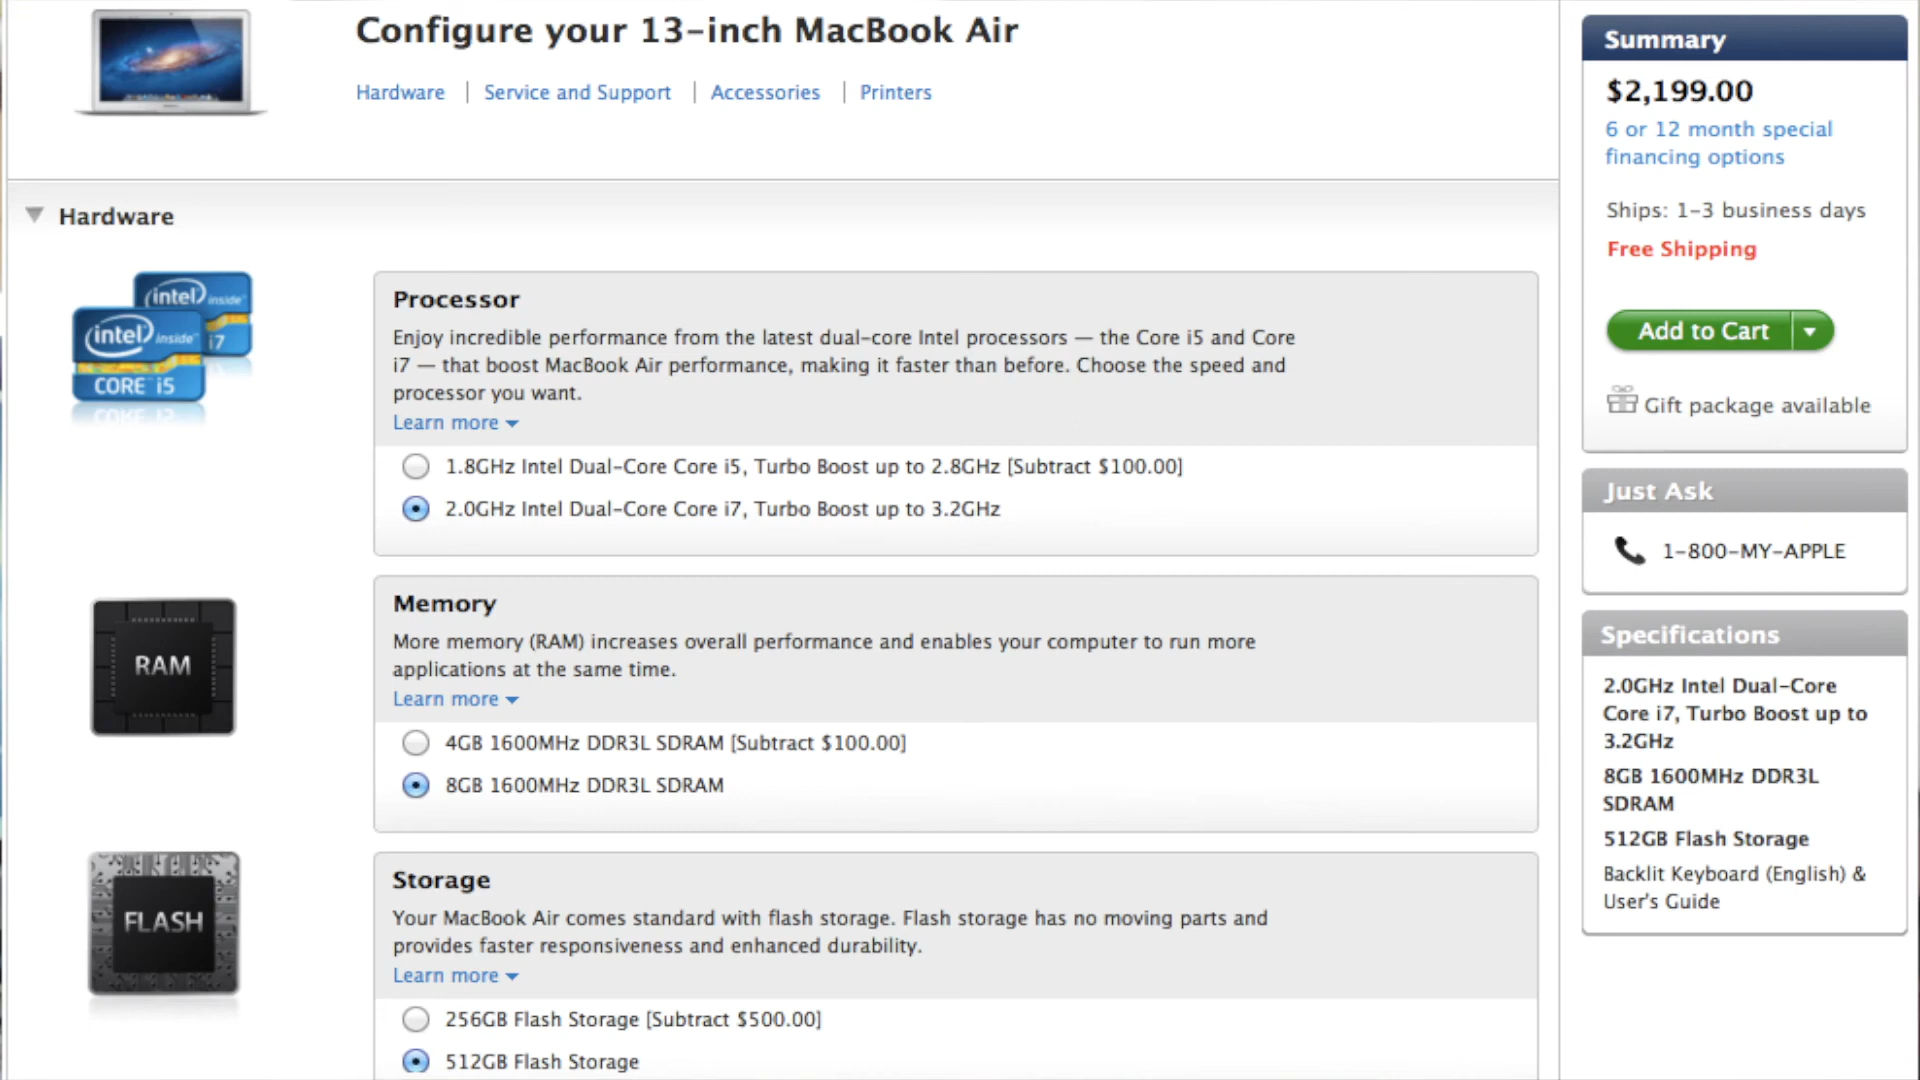 Configure your 13-inch MacBook Air
Hardware | Service and Support | Accessories | Printers
Hardware
intel inside i7
intel inside CORE i5
Processor
Enjoy incredible performance from the latest dual-core Intel processors — the Core i5 and Core
i7 — that boost MacBook Air performance, making it faster than before. Choose the speed and
processor you want.
Learn more
1.8GHz Intel Dual-Core Core i5, Turbo Boost up to 2.8GHz [Subtract $100.00]
2.0GHz Intel Dual-Core Core i7, Turbo Boost up to 3.2GHz
RAM
Memory
More memory (RAM) increases overall performance and enables your computer to run more
applications at the same time.
Learn more
4GB 1600MHz DDR3L SDRAM [Subtract $100.00]
8GB 1600MHz DDR3L SDRAM
FLASH
Storage
Your MacBook Air comes standard with flash storage. Flash storage has no moving parts and
provides faster responsiveness and enhanced durability.
Learn more
256GB Flash Storage [Subtract $500.00]
512GB Flash Storage
Summary
$2,199.00
6 or 12 month special
financing options
Ships: 1-3 business days
Free Shipping
Add to Cart
Gift package available
Just Ask
1-800-MY-APPLE
Specifications
2.0GHz Intel Dual-Core
Core i7, Turbo Boost up to
3.2GHz
8GB 1600MHz DDR3L
SDRAM
512GB Flash Storage
Backlit Keyboard (English) &
User's Guide